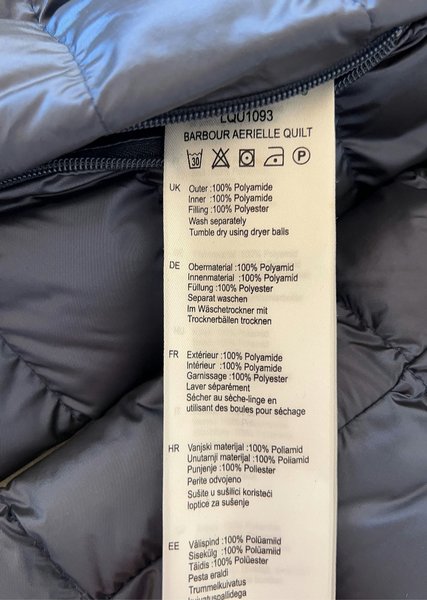 LQU1093
BARBOUR AERIELLE QUILT
30
P
UK Outer :100% Polyamide
Inner :100% Polyamide
Filling :100% Polyester
Wash separately
Tumble dry using dryer balls
DE Obermaterial :100% Polyamid
Innenmaterial :100% Polyamid
Füllung :100% Polyester
Separat waschen
Im Wäschetrockner mit
Trocknerbällen trocknen
FR Extérieur :100% Polyamide
Intérieur :100% Polyamide
Garnissage :100% Polyester
Laver séparément
Sécher au sèche-linge en
utilisant des boules pour séchage
HR Vanjski materijal :100% Poliamid
Unutarnji materijal :100% Poliamid
Punjenje :100% Poliester
Perite odvojeno
Sušite u sušilici koristeći
loptice za sušenje
EE Välispind :100% Polüamiid
Sisekülg :100% Polüamiid
Täidis :100% Polüester
Pesta eraldi
Trummelkuivatus
kuivatuspallidega